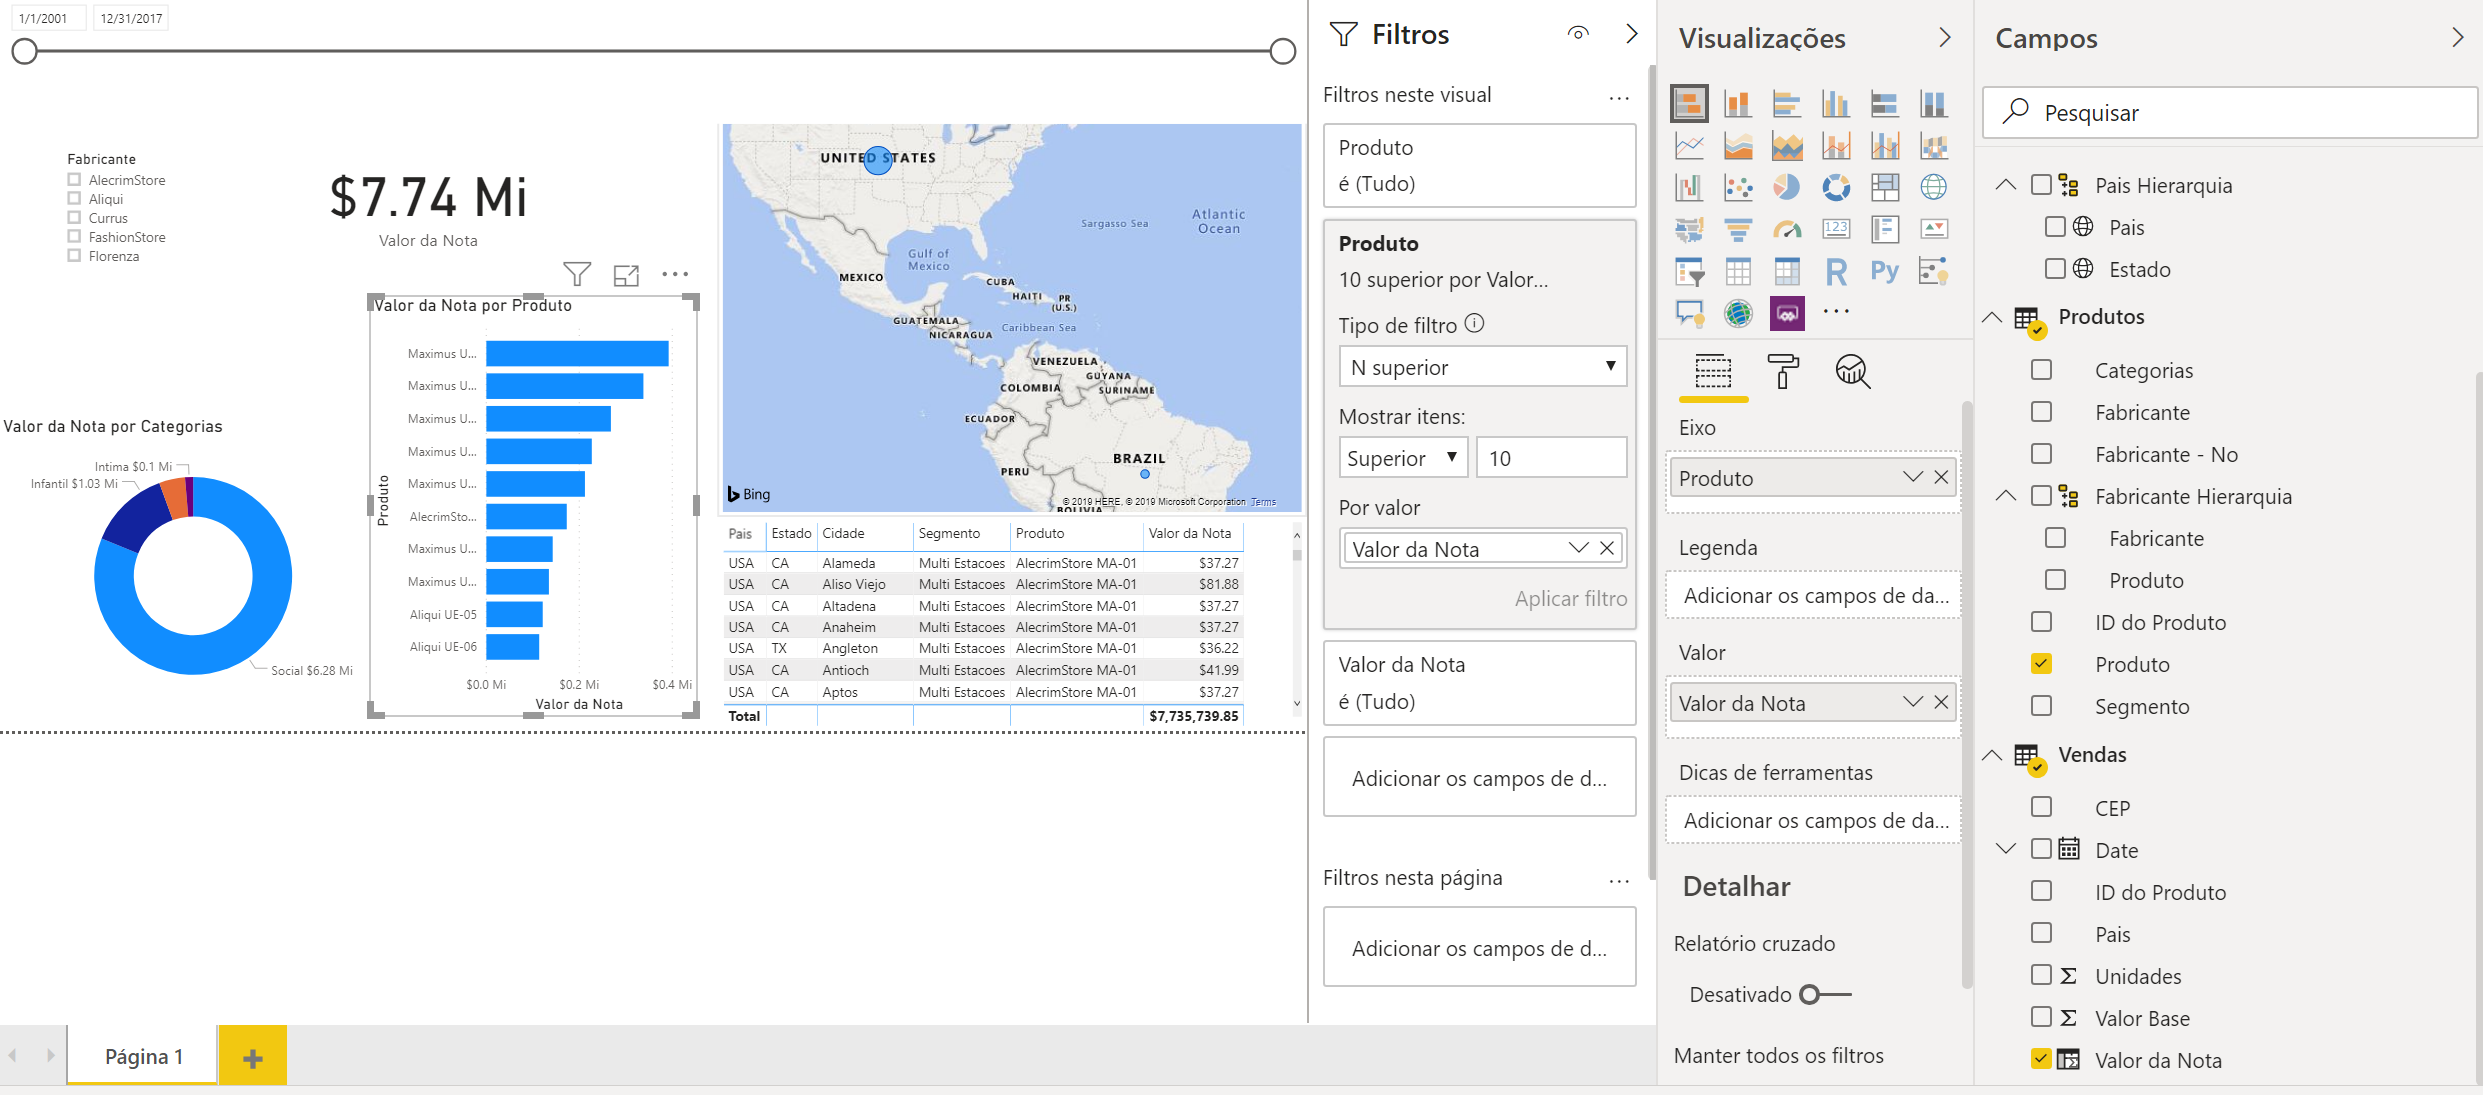 1/1/2001
12/31/2017
Fabricante
AlecrimStore
Aliqui
Currus
FashionStore
Florenza
$7.74 Mi
Valor da Nota
Valor da Nota por Categorias
Intima $0.1 Mi
Infantil $1.03 Mi
Social $6.28 Mi
Valor da Nota por Produto
Produto
Maximus U...
Maximus U...
Maximus U...
Maximus U...
Maximus U...
AlecrimSto...
Maximus U...
Maximus U...
Aliqui UE-05
Aliqui UE-06
$0.0 Mi
$0.2 Mi
$0.4 Mi
Valor da Nota
UNITED STATES
Sargasso Sea
Atlantic
Ocean
Gulf of
Mexico
MEXICO
CUBA
HAITI
PR
(U.S.)
GUATEMALA
NICARAGUA
Caribbean Sea
VENEZUELA
GUYANA
COLOMBIA
SURINAME
ECUADOR
BRAZIL
PERU
BOLIVIA
Bing
© 2019 HERE, © 2019 Microsoft Corporation Terms
Pais Estado Cidade Segmento Produto Valor da Nota
USA CA Alameda Multi Estacoes AlecrimStore MA-01 $37.27
USA CA Aliso Viejo Multi Estacoes AlecrimStore MA-01 $81.88
USA CA Altadena Multi Estacoes AlecrimStore MA-01 $37.27
USA CA Anaheim Multi Estacoes AlecrimStore MA-01 $37.27
USA TX Angleton Multi Estacoes AlecrimStore MA-01 $36.22
USA CA Antioch Multi Estacoes AlecrimStore MA-01 $41.99
USA CA Aptos Multi Estacoes AlecrimStore MA-01 $37.27
Total $7,735,739.85
Página 1
+
Filtros
Filtros neste visual
...
Produto
é (Tudo)
Produto
10 superior por Valor...
Tipo de filtro
N superior
Mostrar itens:
Superior
10
Por valor
Valor da Nota
Aplicar filtro
Valor da Nota
é (Tudo)
Adicionar os campos de d...
Filtros nesta página
...
Adicionar os campos de d...
Visualizações
123
R
Py
...
Eixo
Produto
Legenda
Adicionar os campos de da...
Valor
Valor da Nota
Dicas de ferramentas
Adicionar os campos de da...
Detalhar
Relatório cruzado
Desativado
Manter todos os filtros
Campos
Pesquisar
Pais Hierarquia
Pais
Estado
Produtos
Categorias
Fabricante
Fabricante - No
Fabricante Hierarquia
Fabricante
Produto
ID do Produto
Produto
Segmento
Vendas
CEP
Date
ID do Produto
Pais
Σ Unidades
Σ Valor Base
Valor da Nota